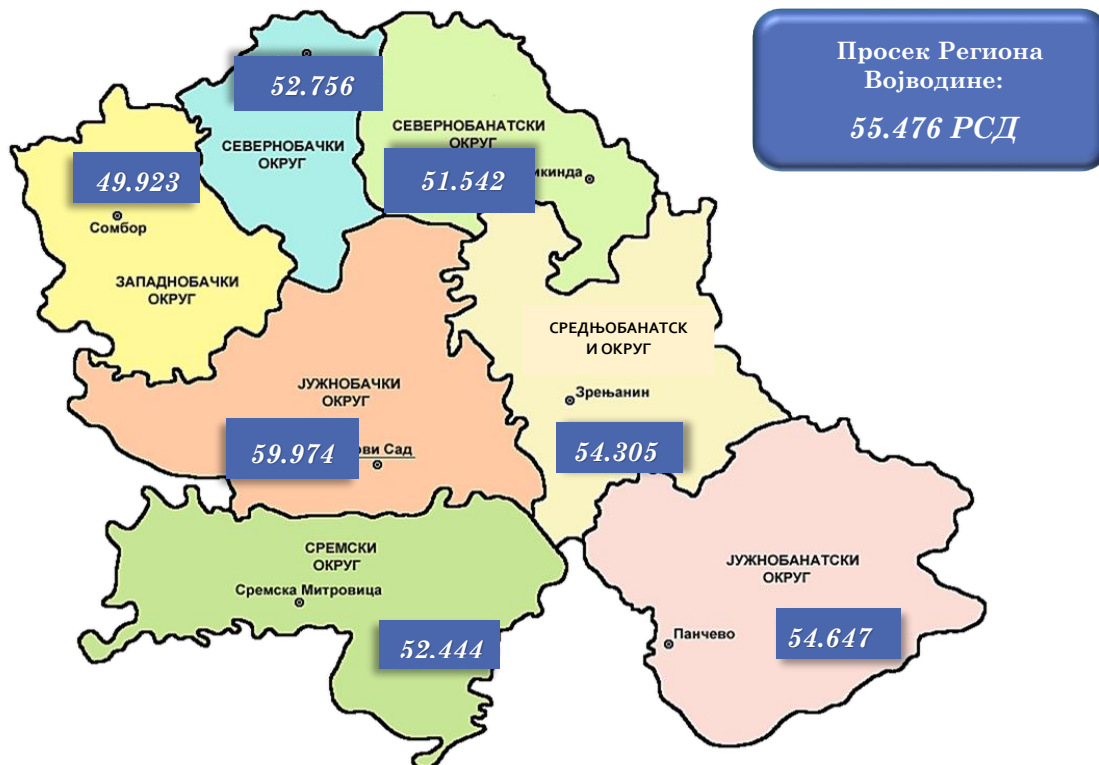 Просек Региона
Војводине:
55.476 РСД
52.756
СЕВЕРНОБАЧКИ
ОКРУГ
СЕВЕРНОБАНАТСКИ
ОКРУГ
51.542
49.923
Сомбор
ЗАПАДНОБАЧКИ
ОКРУГ
СРЕДЊОБАНАТСК
И ОКРУГ
Зрењанин
54.305
ЈУЖНОБАЧКИ
ОКРУГ
59.974
Сад
СРЕМСКИ
ОКРУГ
Сремска Митровица
52.444
ЈУЖНОБАНАТСКИ
ОКРУГ
Панчево
54.647